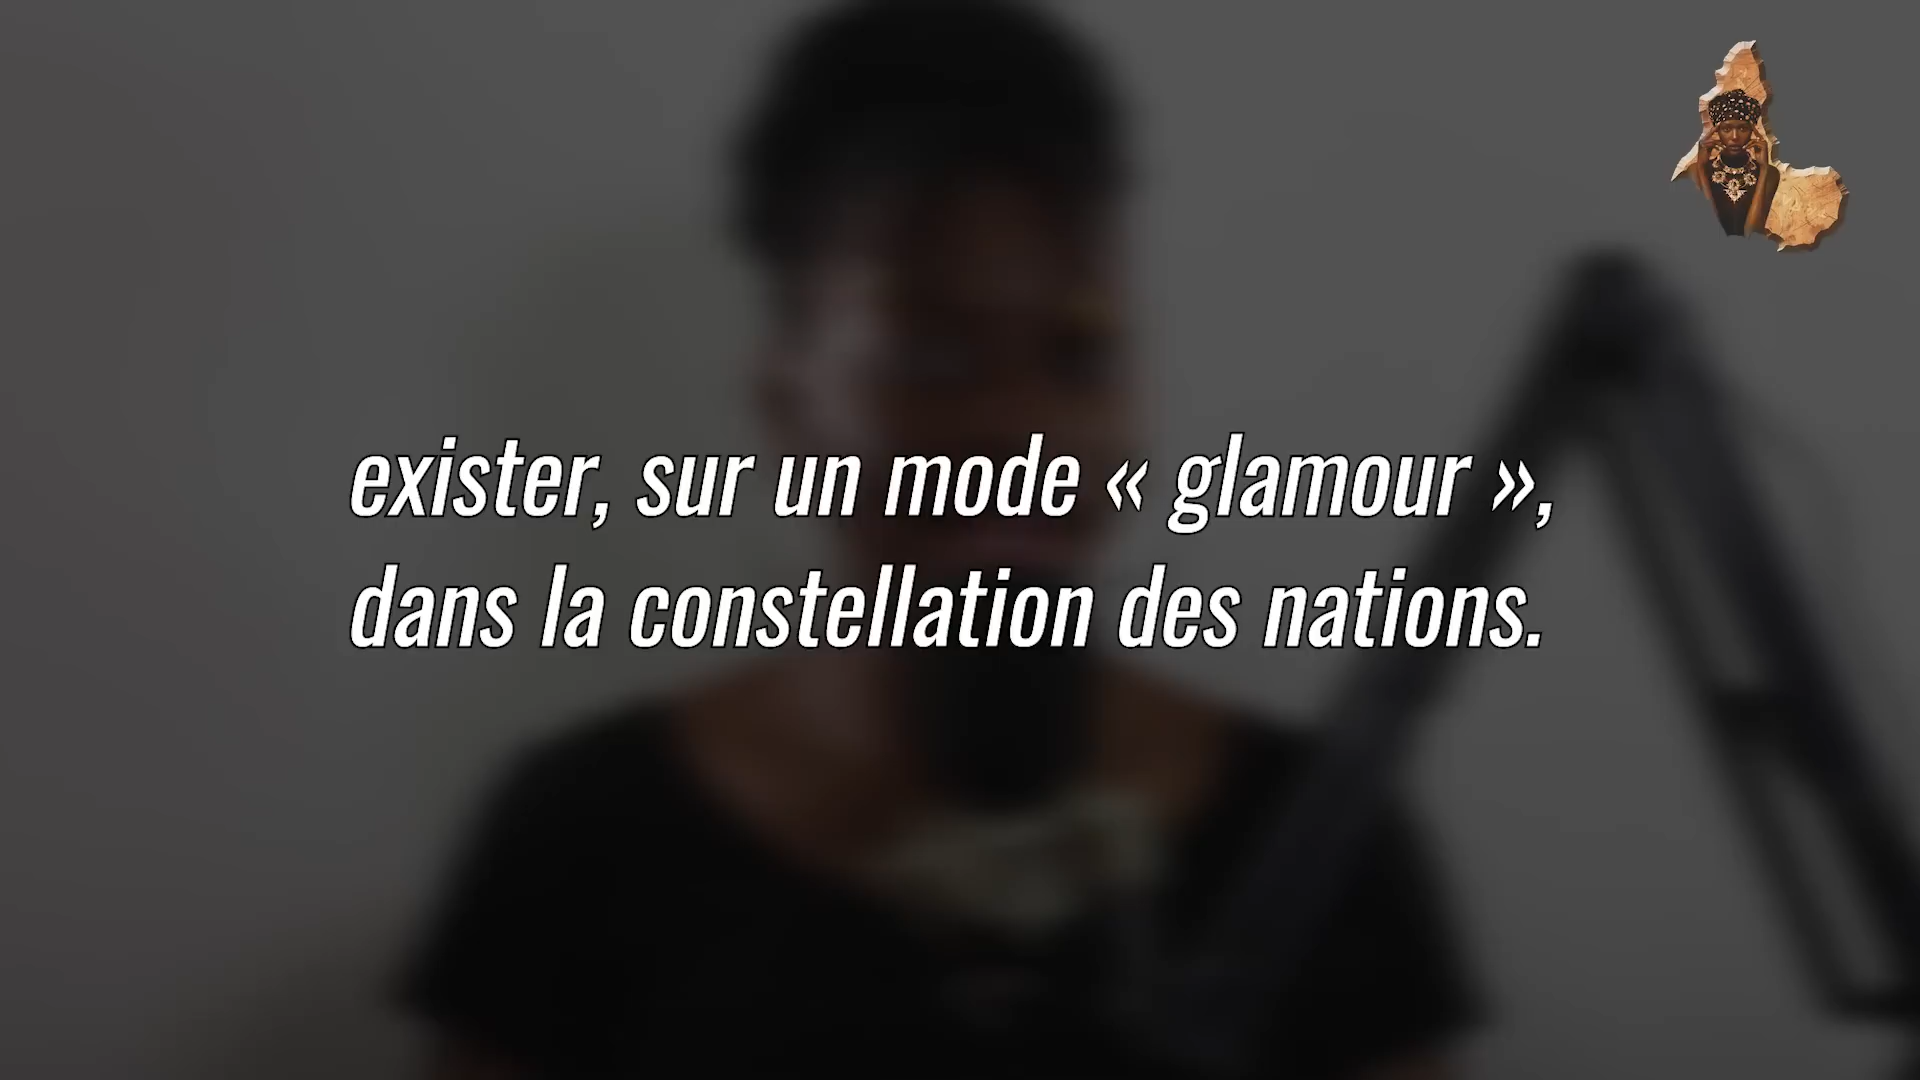 exister, sur un mode « glamour »,
dans la constellation des nations.